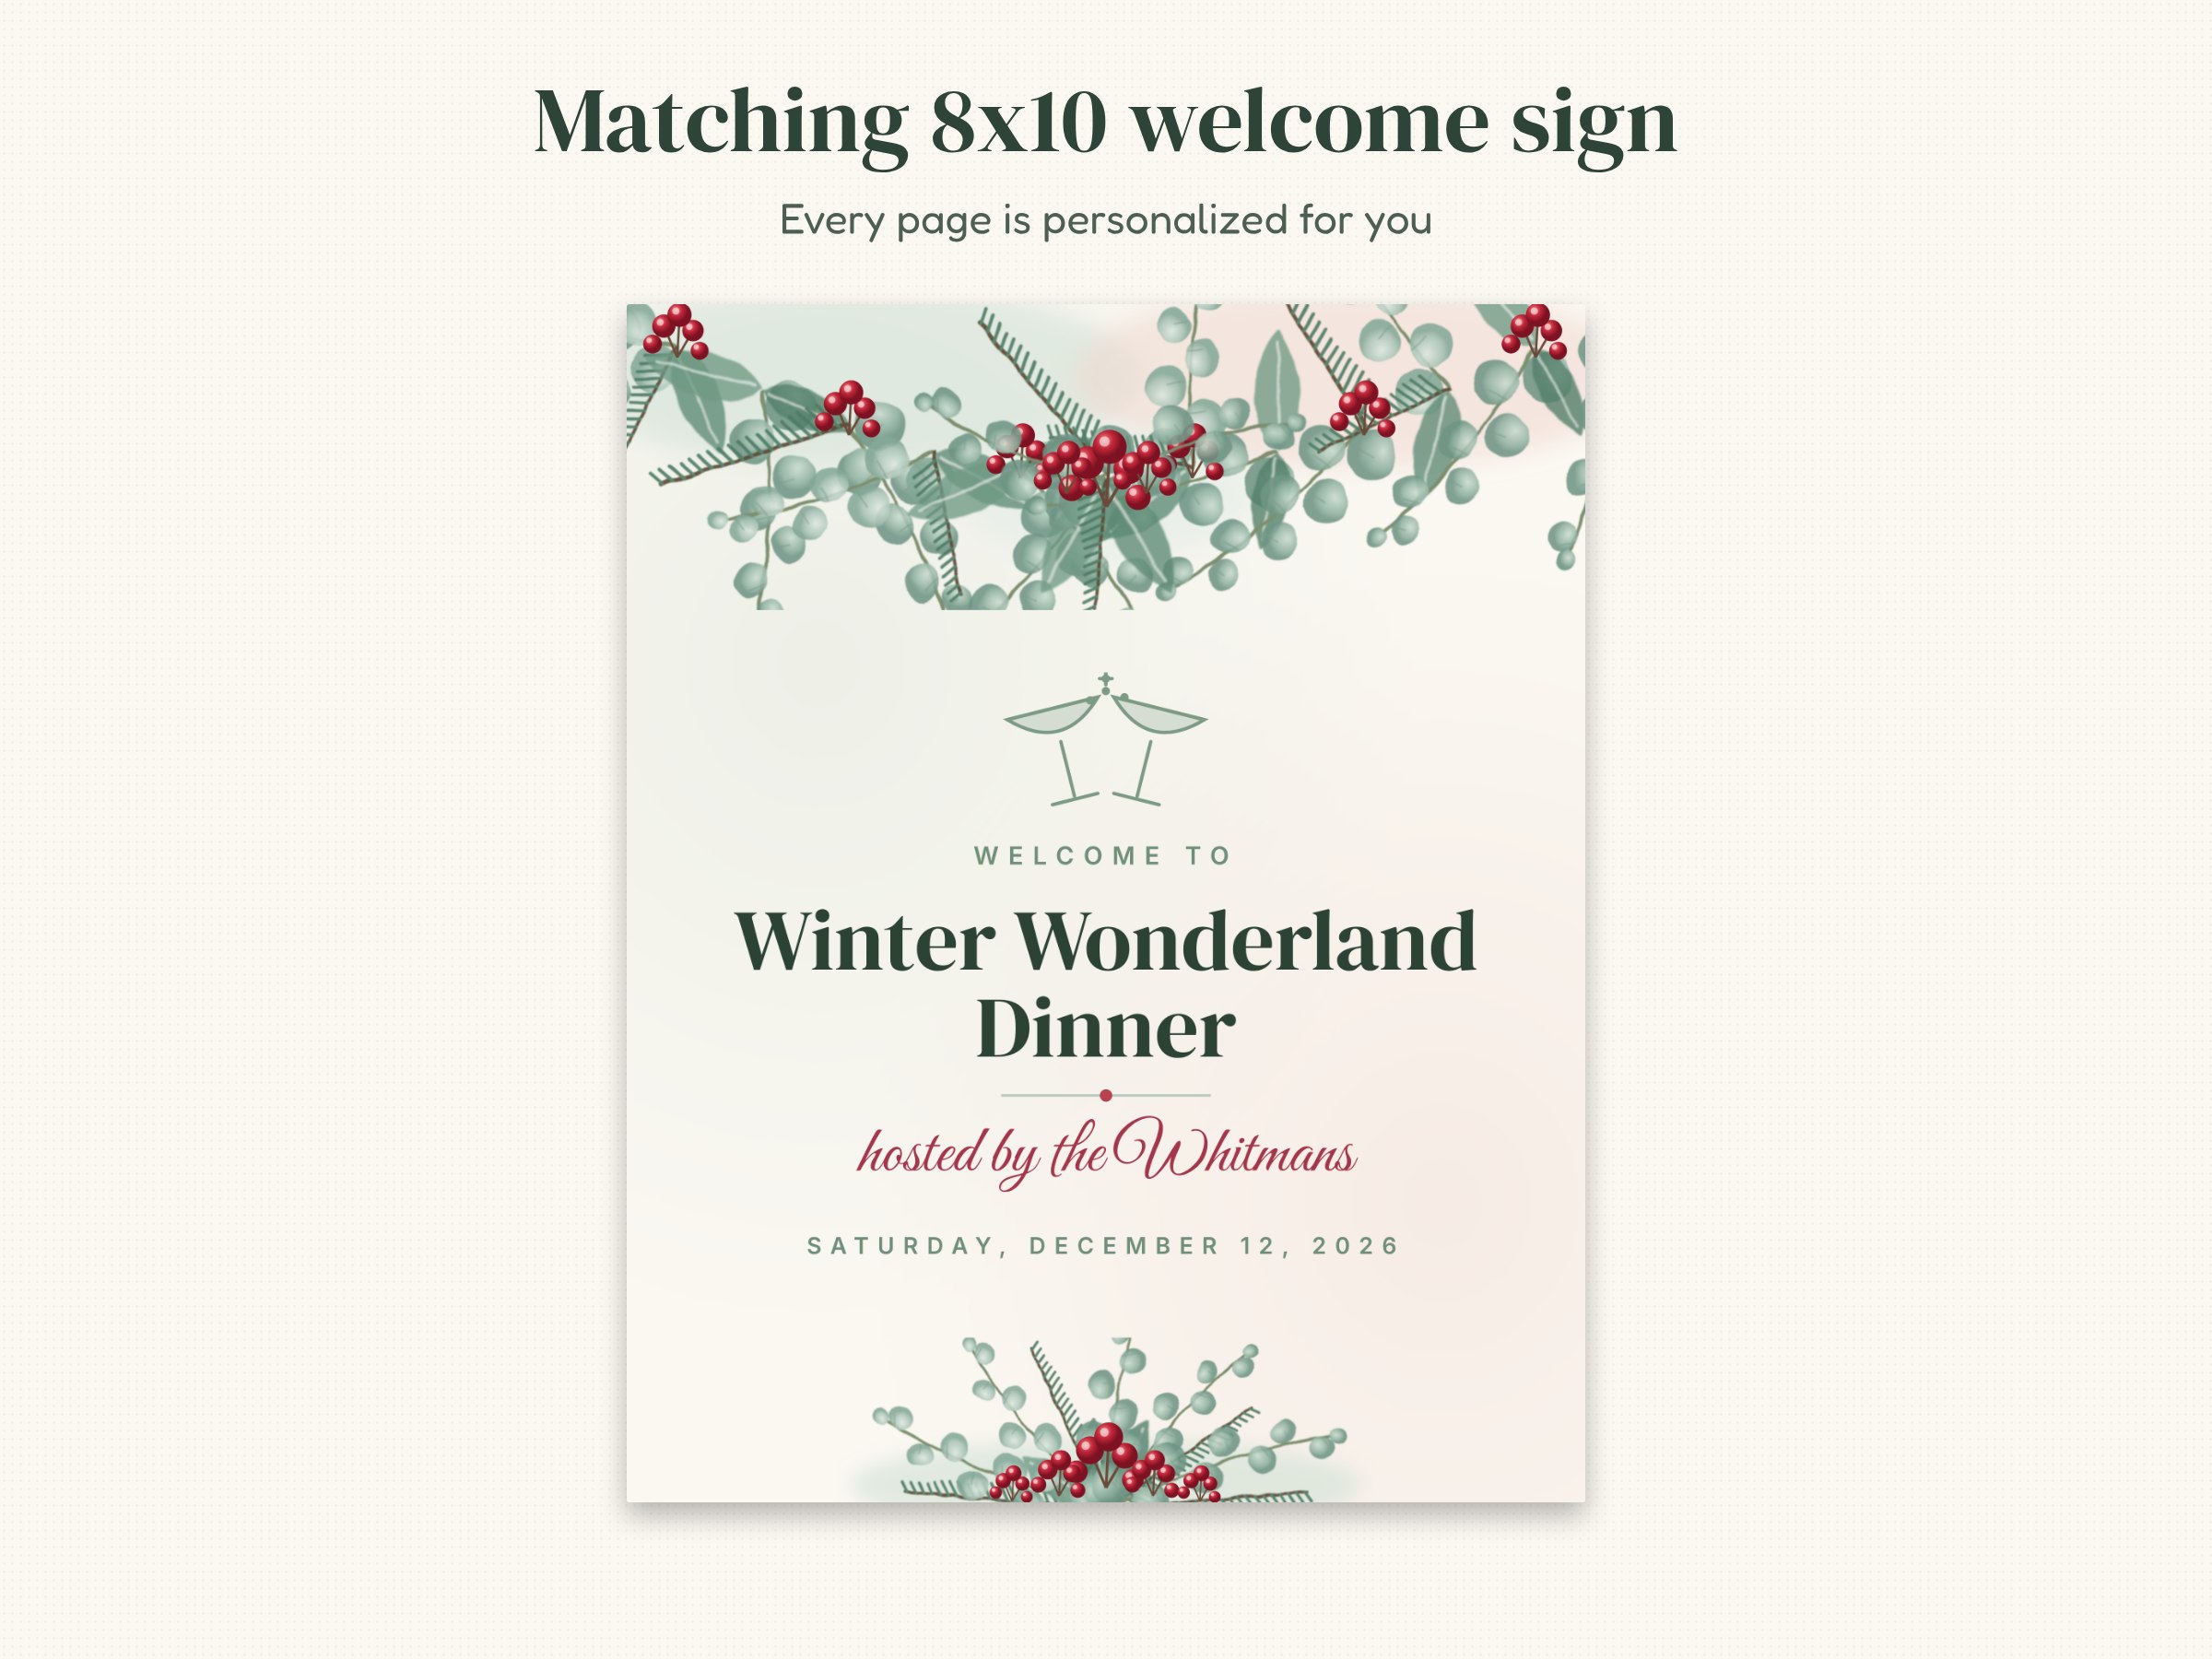 Matching 8x10 welcome sign
Every page is personalized for you
WELCOME TO
Winter Wonderland
Dinner
hosted by the Whitmans
SATURDAY, DECEMBER 12, 2026